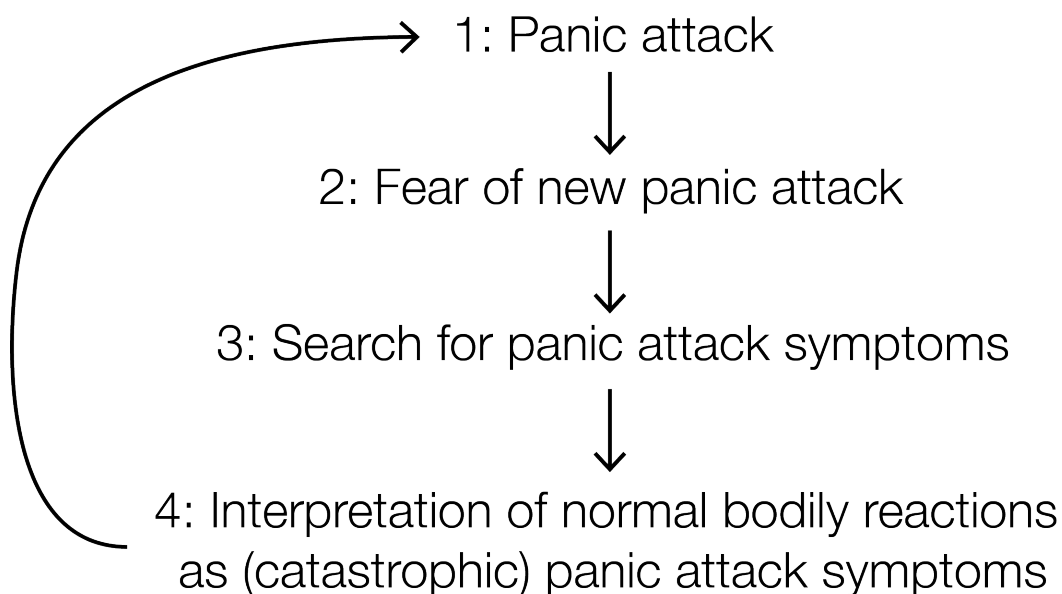 1: Panic attack
2: Fear of new panic attack
3: Search for panic attack symptoms
4: Interpretation of normal bodily reactions
as (catastrophic) panic attack symptoms